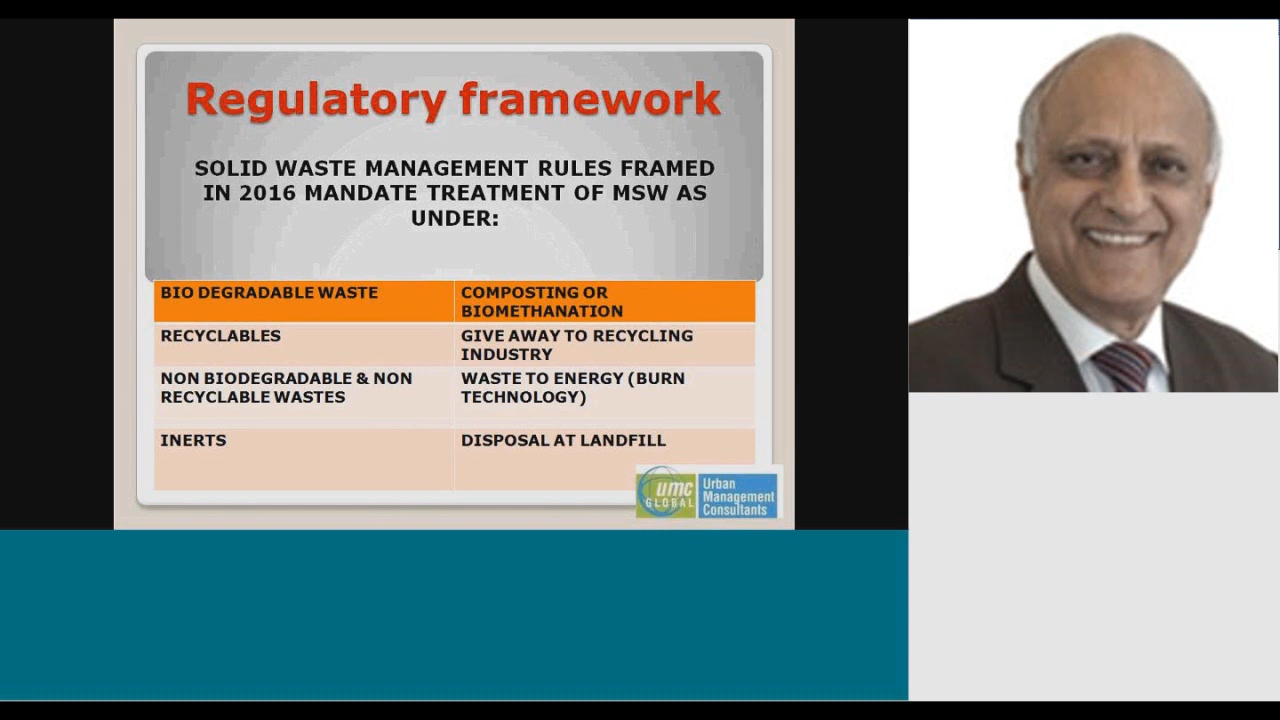 Regulatory framework
SOLID WASTE MANAGEMENT RULES FRAMED
IN 2016 MANDATE TREATMENT OF MSW AS
UNDER:
BIO DEGRADABLE WASTE
COMPOSTING OR
BIOMETHANATION
RECYCLABLES
GIVE AWAY TO RECYCLING
INDUSTRY
NON BIODEGRADABLE & NON
RECYCLABLE WASTES
WASTE TO ENERGY (BURN
TECHNOLOGY)
INERTS
DISPOSAL AT LANDFILL
umc
GLOBAL
Urban
Management
Consultants